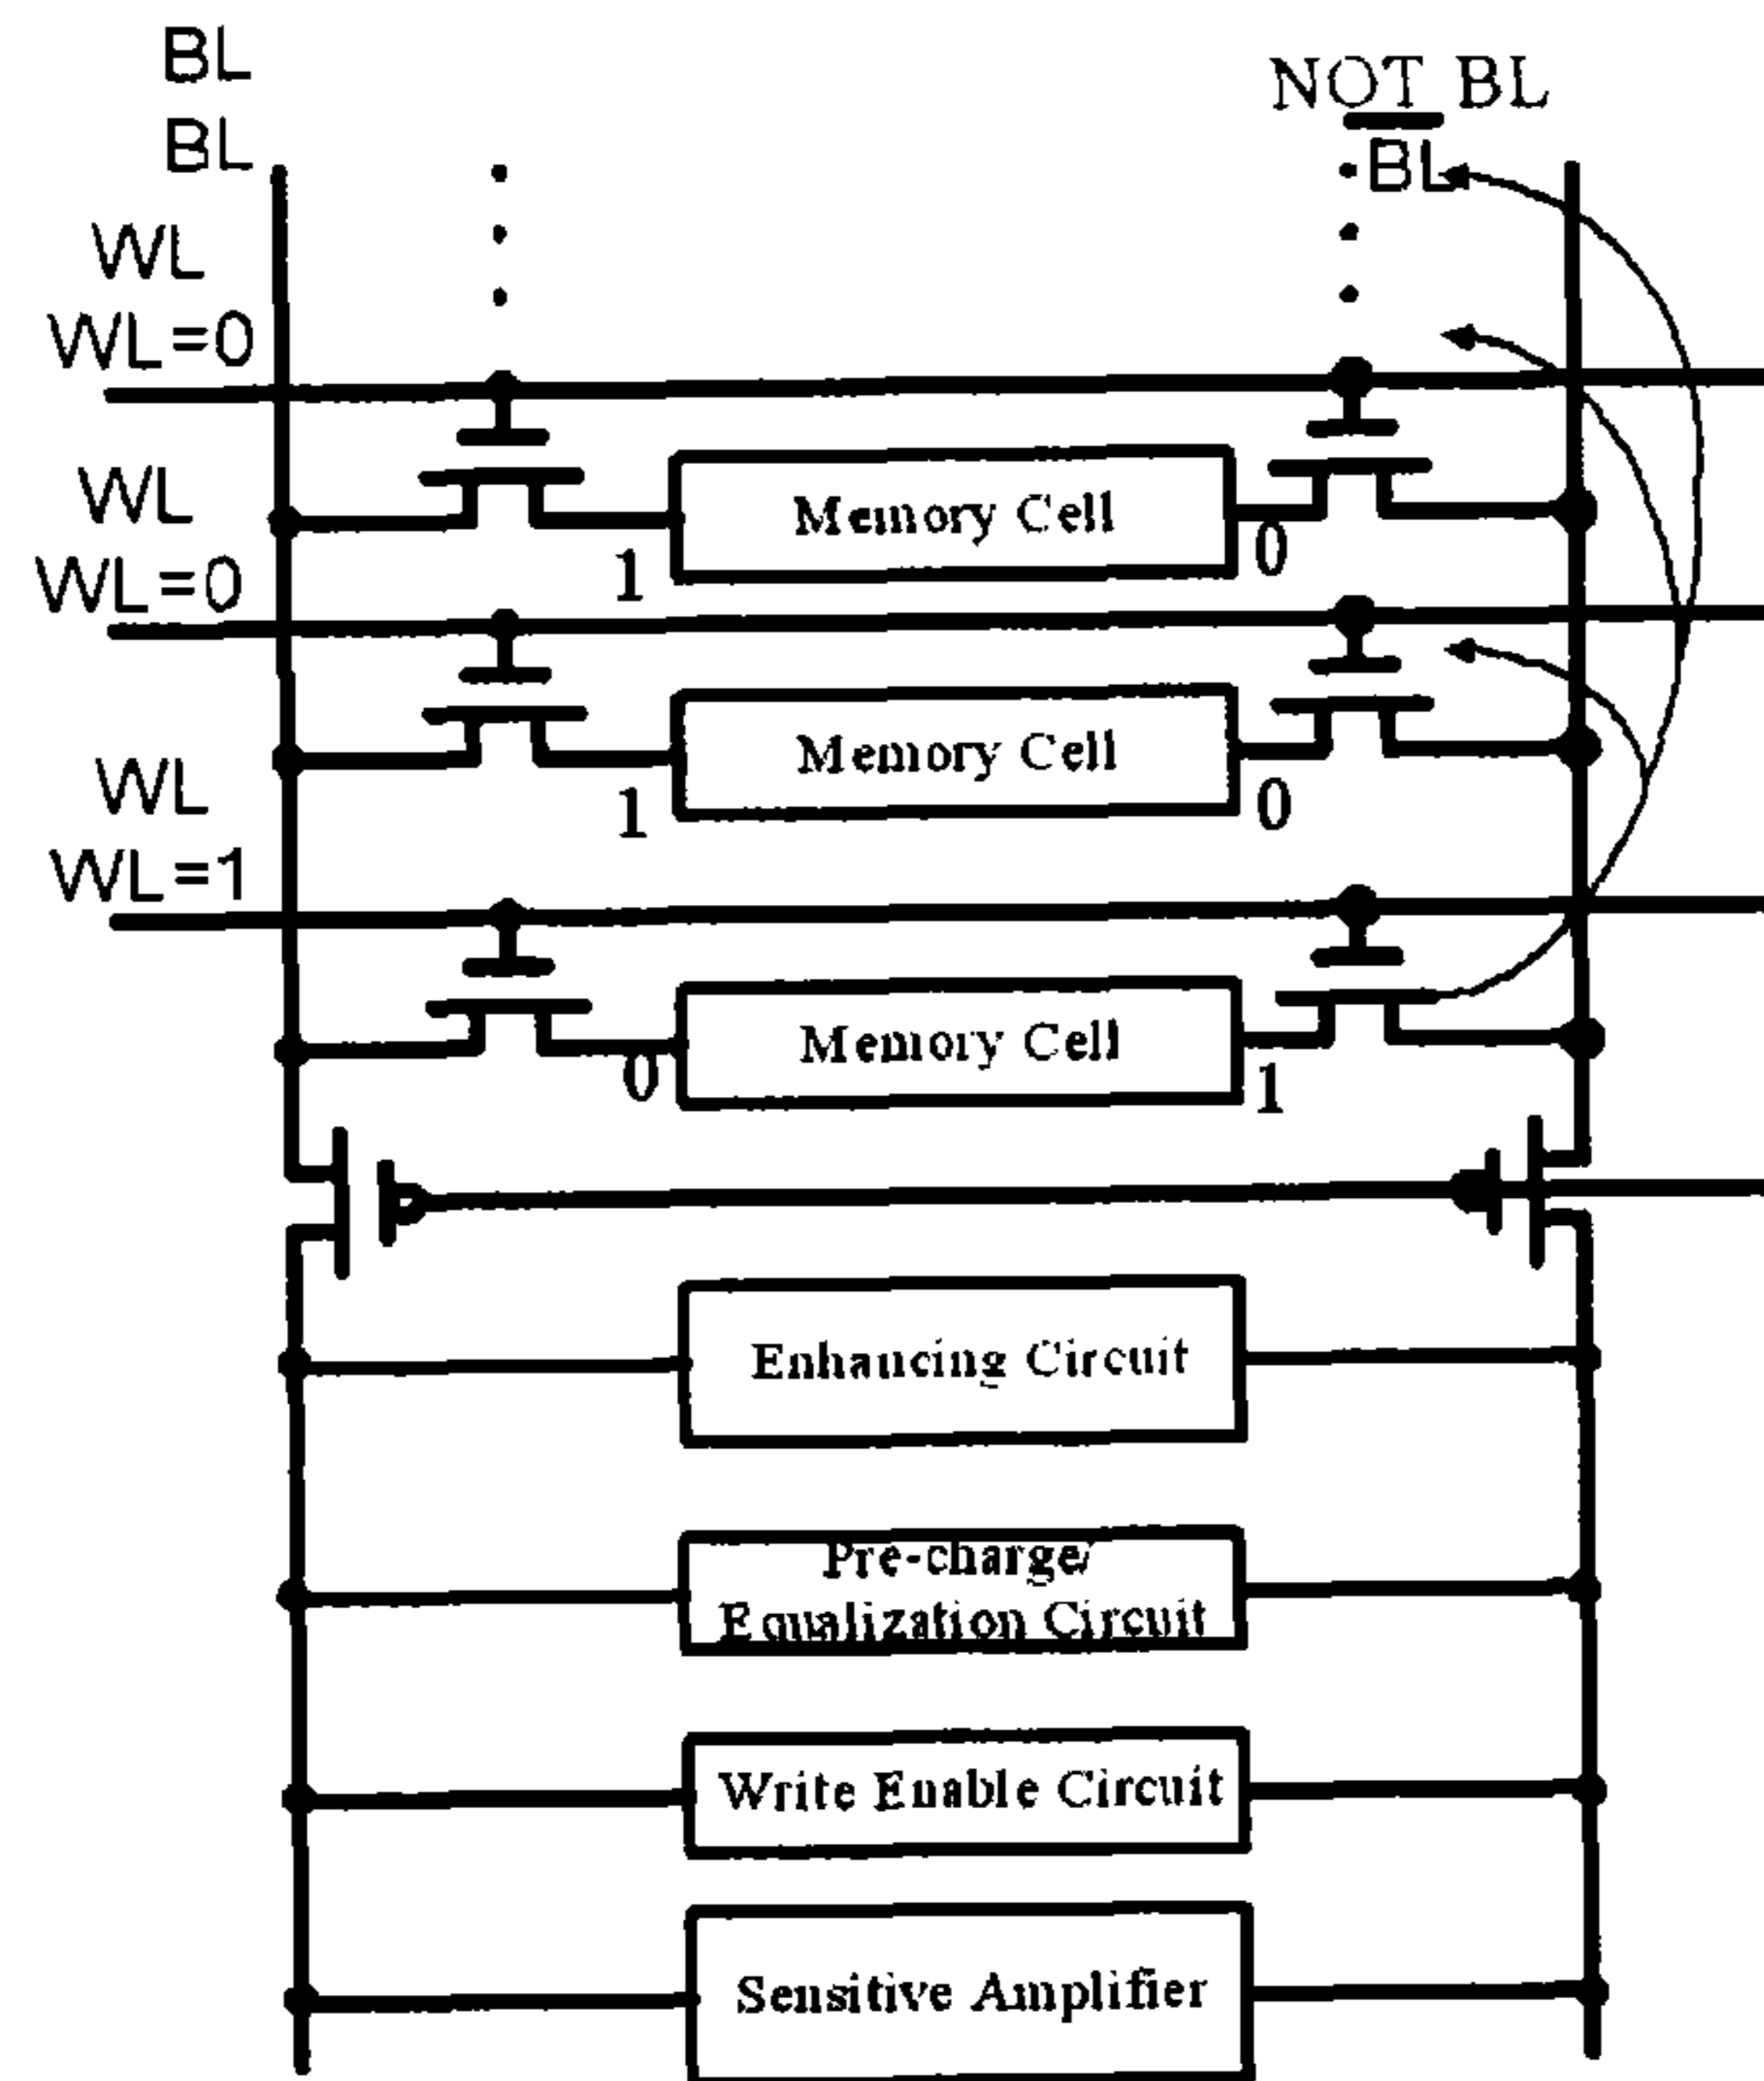 BL
NOT BL
BL
BL
WL
WL=0
Memory Cell
1
0
WL
WL=0
Memory Cell
1
0
WL
WL=1
Memory Cell
0
1
Enhancing Circuit
Pre-charge/
Equalization Circuit
Write Enable Circuit
Sensitive Amplifier